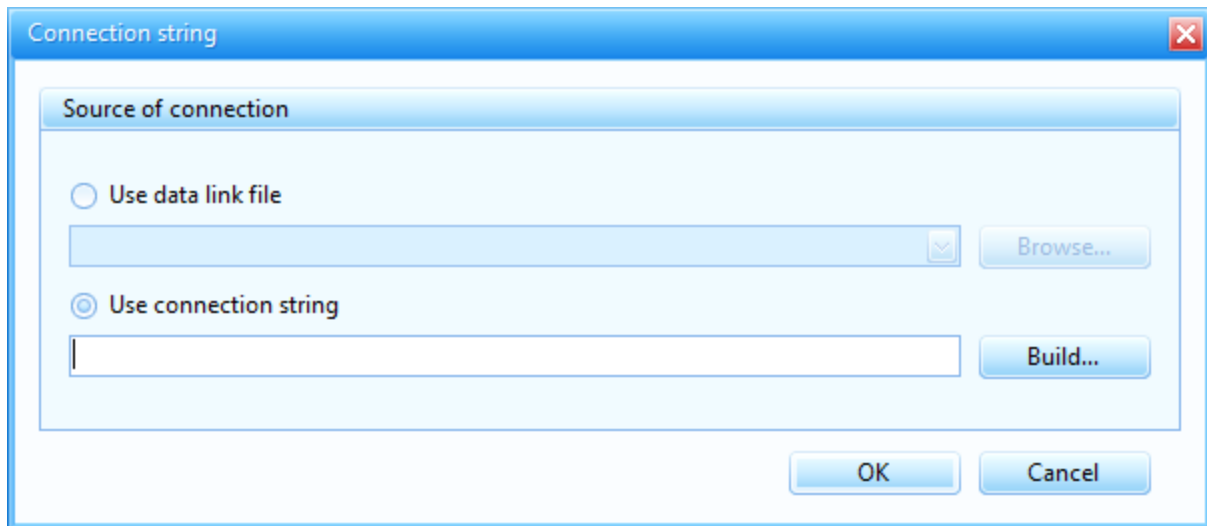 Connection string
Source of connection
Use data link file
Browse...
Use connection string
Build...
OK
Cancel